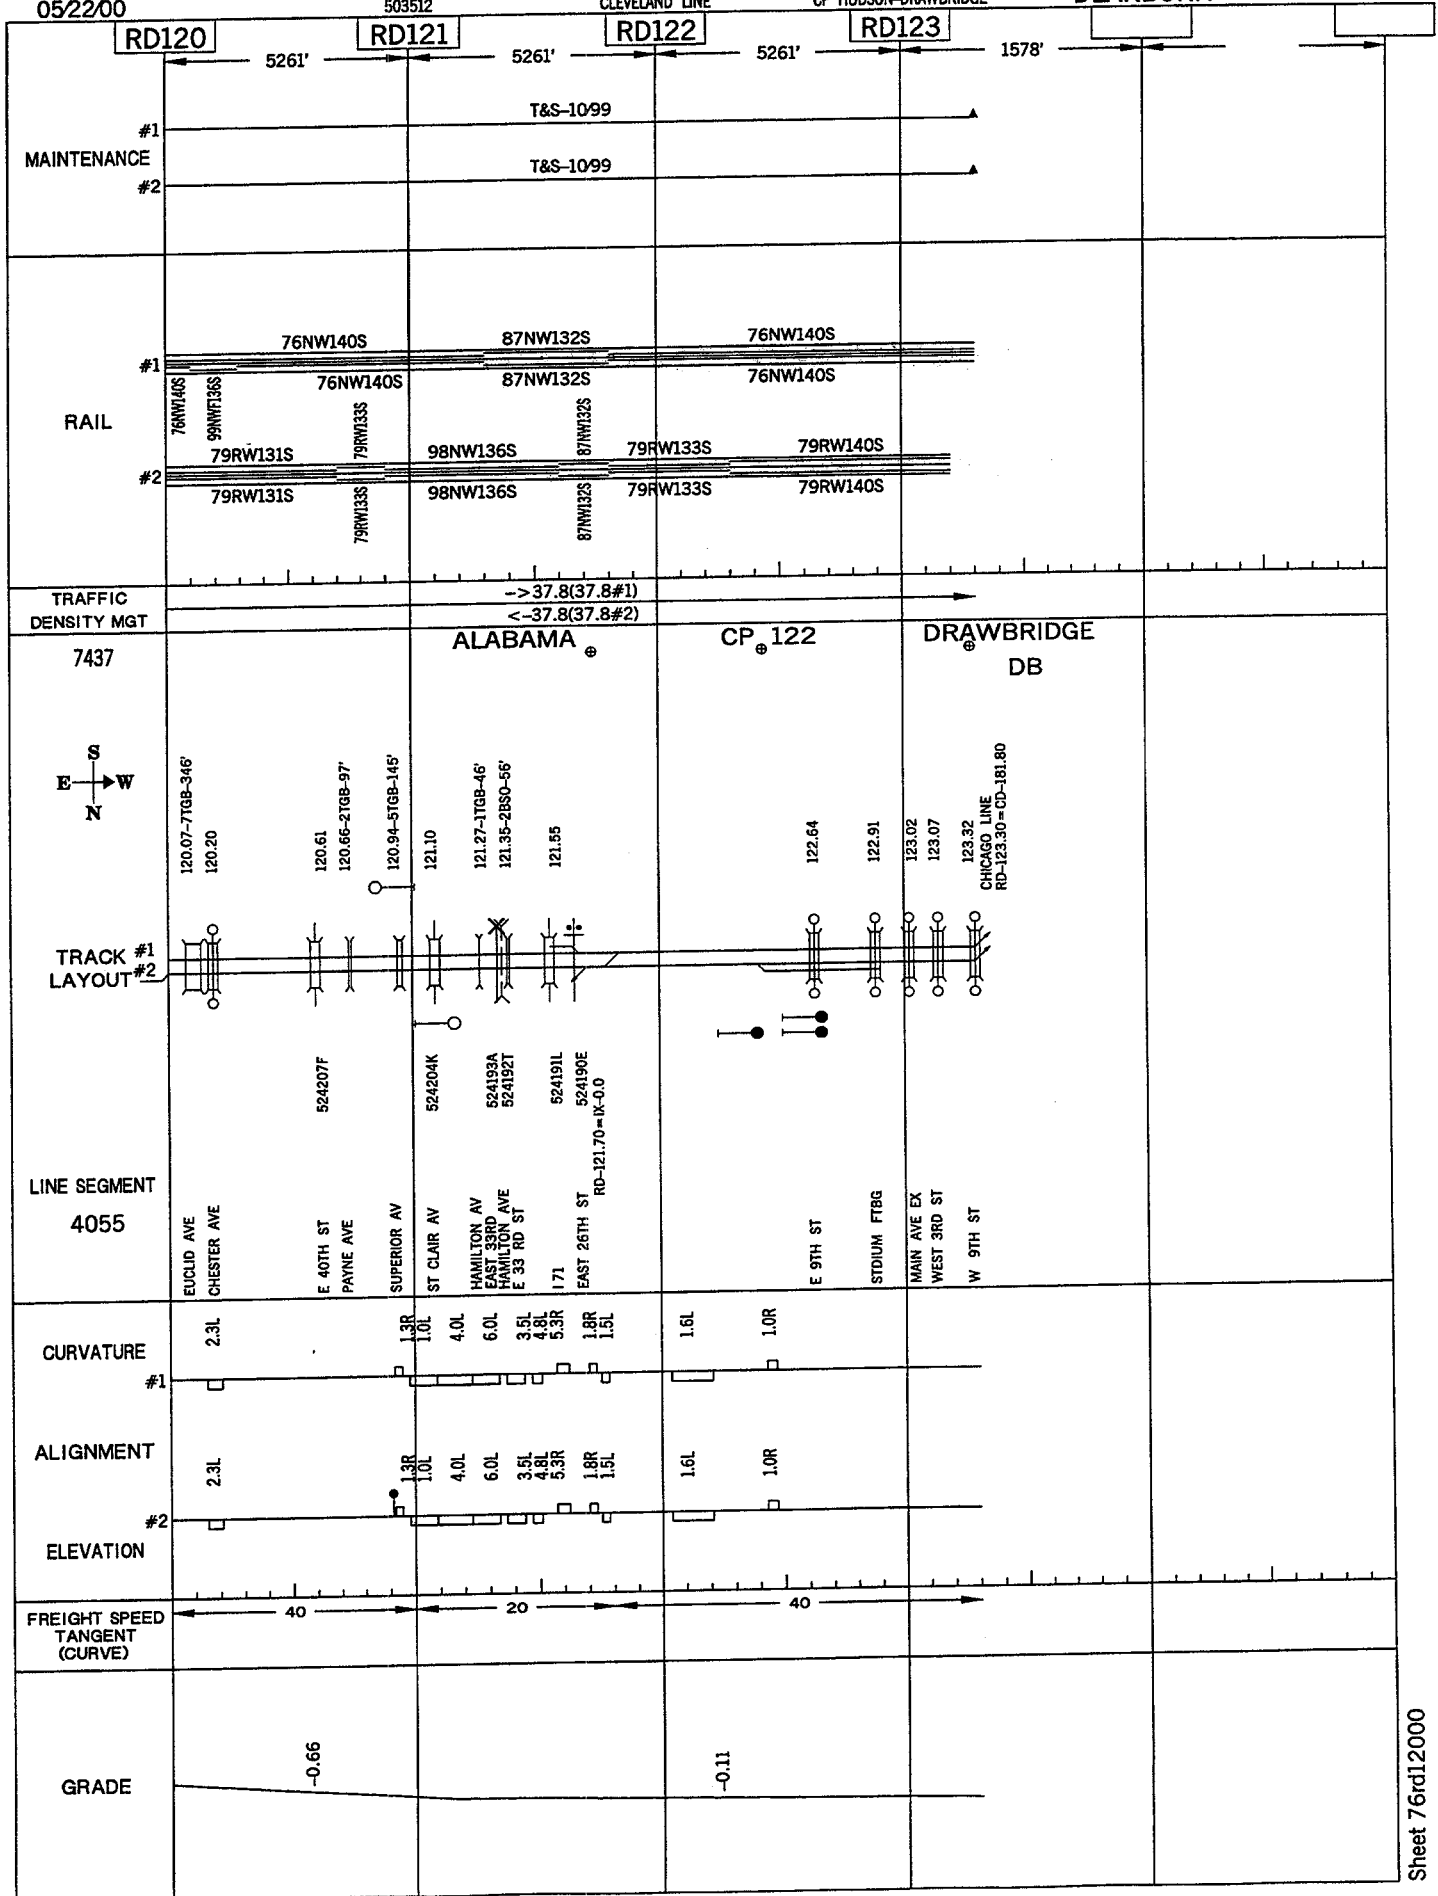 05/22/00 503512 CLEVELAND LINE
RD120 RD121 RD122 RD123
5261' 5261' 5261' 1578'
T&S-10/99
#1
MAINTENANCE
T&S-10/99
#2
76NW140S 87NW132S 76NW140S
#1
76NW140S 87NW132S 76NW140S
76NW140S 99NWF136S
RAIL
79RW133S 87NW132S
79RW131S 98NW136S 79RW133S 79RW140S
#2
79RW131S 98NW136S 79RW133S 79RW140S
79RW133S 87NW132S
TRAFFIC
DENSITY MGT
->37.8(37.8#1)
<-37.8(37.8#2)
ALABAMA CP 122 DRAWBRIDGE
DB
7437
S
E W
N
120.07-7TGB-346'
120.20
120.61
120.66-2TGB-97'
120.94-5TGB-145'
121.10
121.27-1TGB-46'
121.35-2BSO-56'
121.55
122.64
122.91
123.02
123.07
123.32
CHICAGO LINE
RD-123.30=CD-181.80
TRACK #1
LAYOUT #2
524207F
524204K
524193A
524192T
524191L
524190E
RD-121.70=IX-0.0
LINE SEGMENT
4055
EUCLID AVE
CHESTER AVE
E 40TH ST
PAYNE AVE
SUPERIOR AV
ST CLAIR AV
HAMILTON AV
EAST 33RD
HAMILTON AVE
E 33 RD ST
I 71
EAST 26TH ST
E 9TH ST
STDIUM FTBG
MAIN AVE EX
WEST 3RD ST
W 9TH ST
CURVATURE
2.3L 1.3R 1.0L 4.0L 6.0L 3.5L 4.8L 5.3R 1.8R 1.5L 1.6L 1.0R
#1
ALIGNMENT
2.3L 1.3R 1.0L 4.0L 6.0L 3.5L 4.8L 5.3R 1.8R 1.5L 1.6L 1.0R
#2
ELEVATION
FREIGHT SPEED
TANGENT
(CURVE)
40 20 40
GRADE
-0.66 -0.11
Sheet 76rd12000